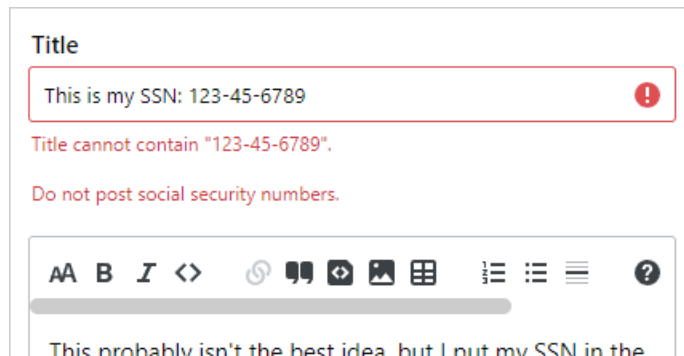 Title
This is my SSN: 123-45-6789
Title cannot contain "123-45-6789".
Do not post social security numbers.
AA B I <>
This probably isn't the best idea, but I put my SSN in the